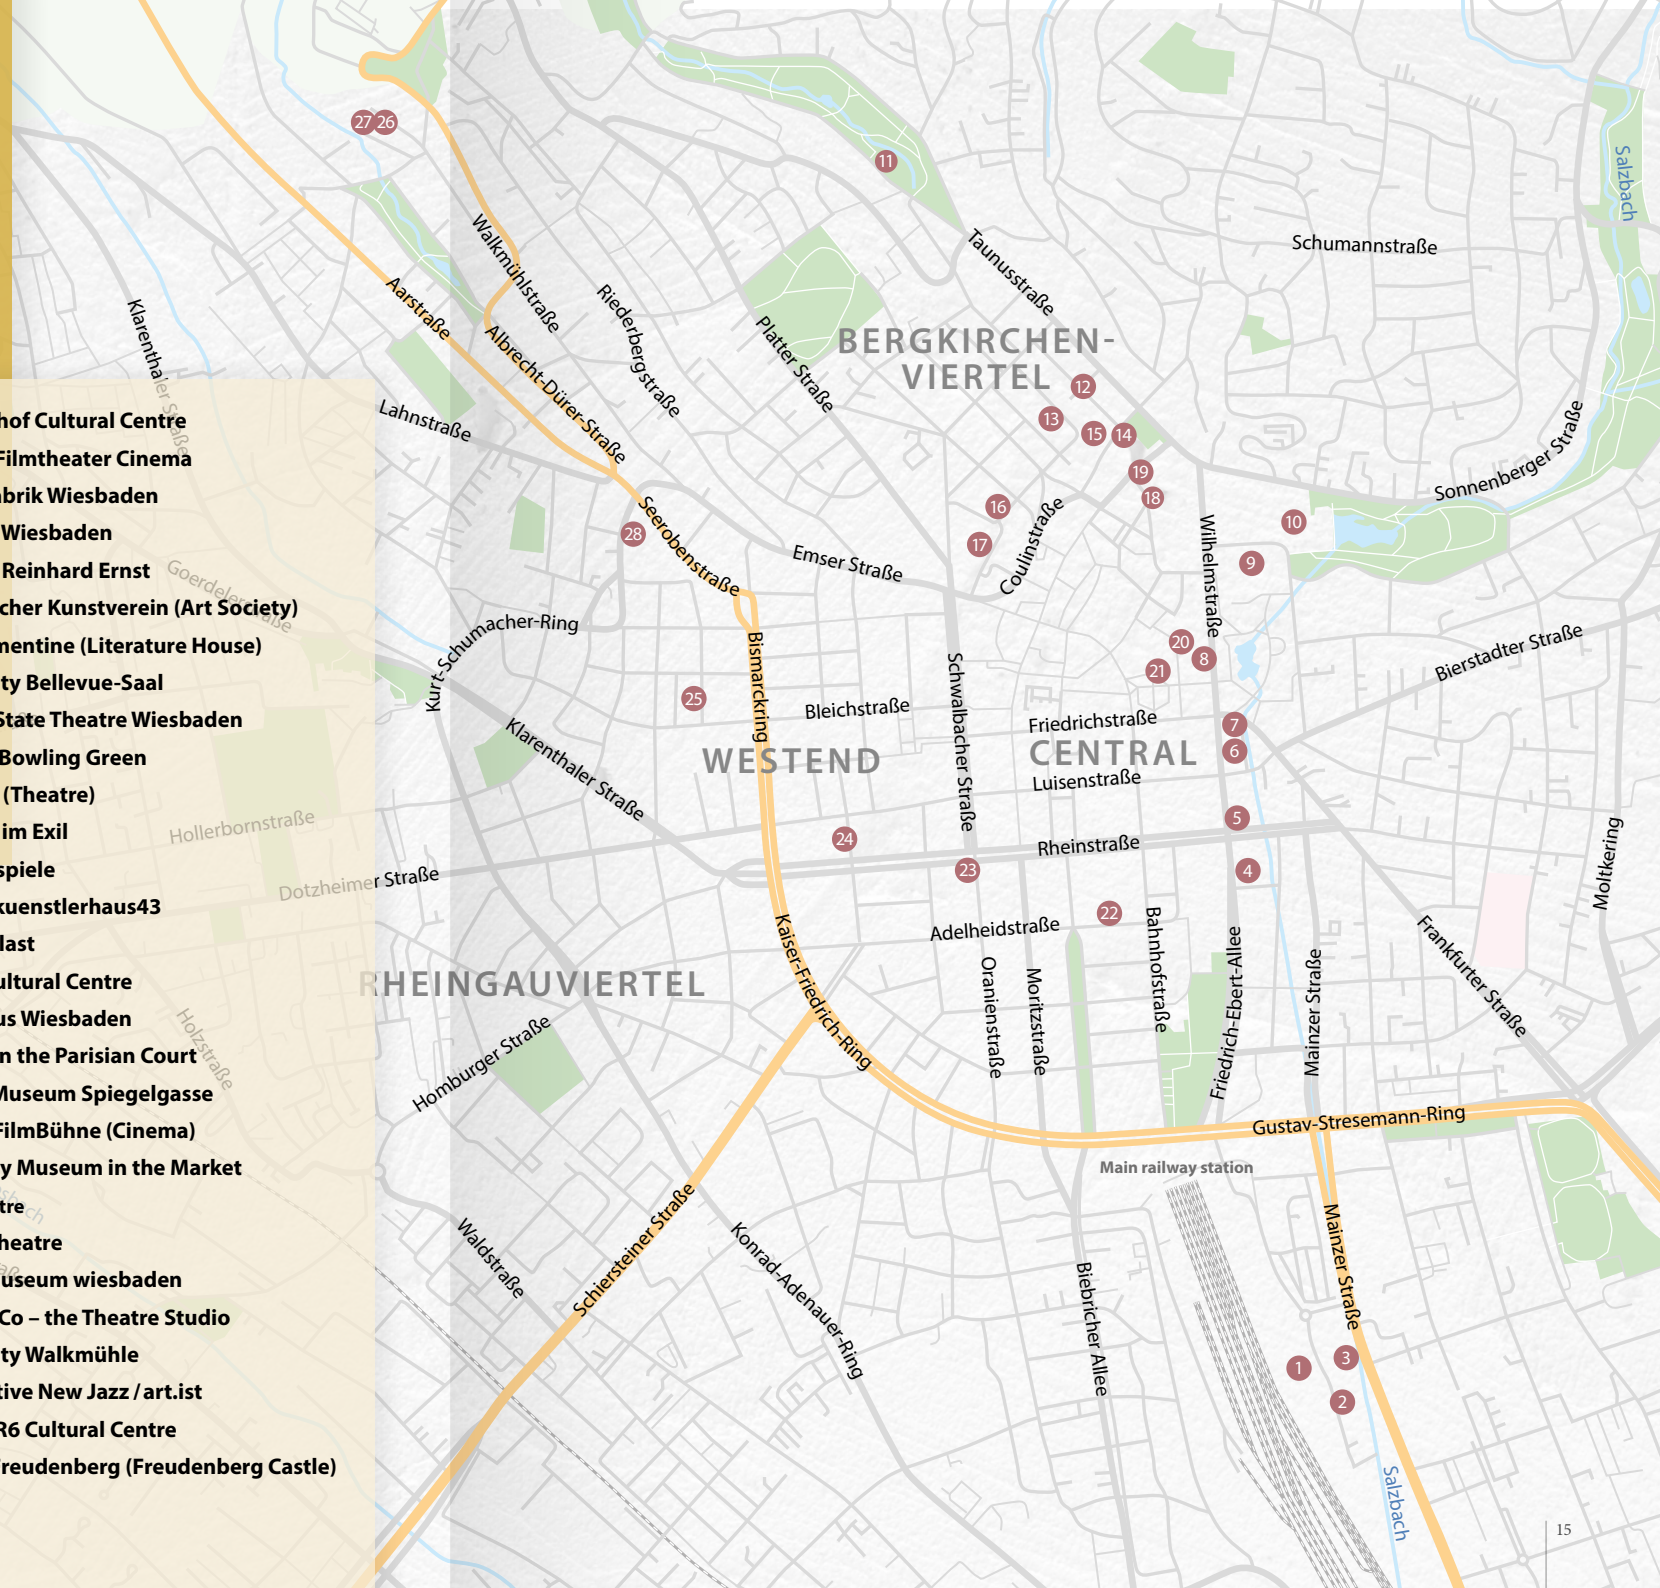 hof Cultural Centre
Filmtheater Cinema
abrik Wiesbaden
Wiesbaden
Reinhard Ernst
cher Kunstverein (Art Society)
mentine (Literature House)
ty Bellevue-Saal
State Theatre Wiesbaden
Bowling Green
(Theatre)
im Exil
spiele
kuenstlerhaus43
last
ultural Centre
us Wiesbaden
n the Parisian Court
Museum Spiegelgasse
FilmBühne (Cinema)
y Museum in the Market
tre
heatre
useum wiesbaden
Co – the Theatre Studio
ty Walkmühle
tive New Jazz / art.ist
R6 Cultural Centre
Freudenberg (Freudenberg Castle)
27
26
11
Salzbach
Schumannstraße
Taunusstraße
Walkmühlstraße
Aarstraße
Riederbergstraße
Klarenthaler Straße
Platter Straße
Albrecht-Dürer-Straße
BERGKIRCHEN-
VIERTEL
12
13
15
14
Lahnstraße
19
18
Sonnenberger Straße
16
17
Coulinstraße
10
9
Wilhelmstraße
28
Seerobenstraße
Emser Straße
Goerdelerstraße
Kurt-Schumacher-Ring
20
8
21
Bierstadter Straße
Bismarckring
25
Bleichstraße
Schwalbacher Straße
Friedrichstraße
7
6
CENTRAL
WESTEND
Klarenthaler Straße
Luisenstraße
5
Hollerbornstraße
24
Rheinstraße
23
4
Moltkering
Dotzheimer Straße
22
Adelheidstraße
Bahnhofstraße
Friedrich-Ebert-Allee
Mainzer Straße
Frankfurter Straße
RHEINGAUVIERTEL
Kaiser-Friedrich-Ring
Oranienstraße
Moritzstraße
Holzstraße
Homburger Straße
Gustav-Stresemann-Ring
Main railway station
Waldstraße
Schiersteiner Straße
Konrad-Adenauer-Ring
Biebricher Allee
Mainzer Straße
1
3
2
Salzbach
15